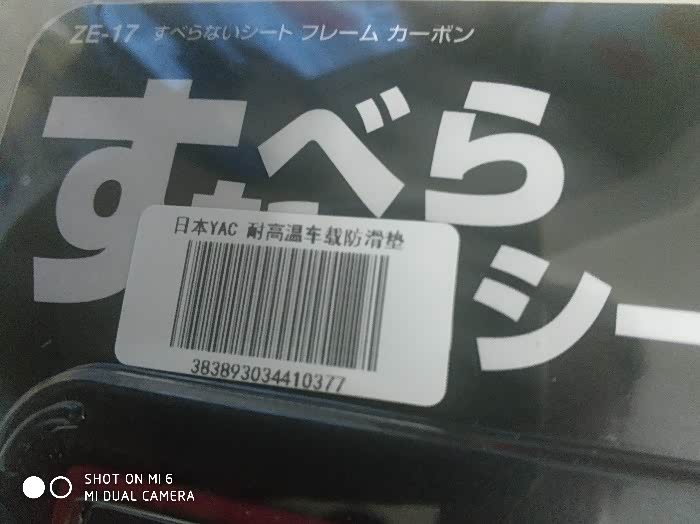 ZE-17 すべらないシート フレーム カーボン
すべら
シー
日本YAC 耐高温车载防滑垫
383893034410377
SHOT ON MI 6
MI DUAL CAMERA